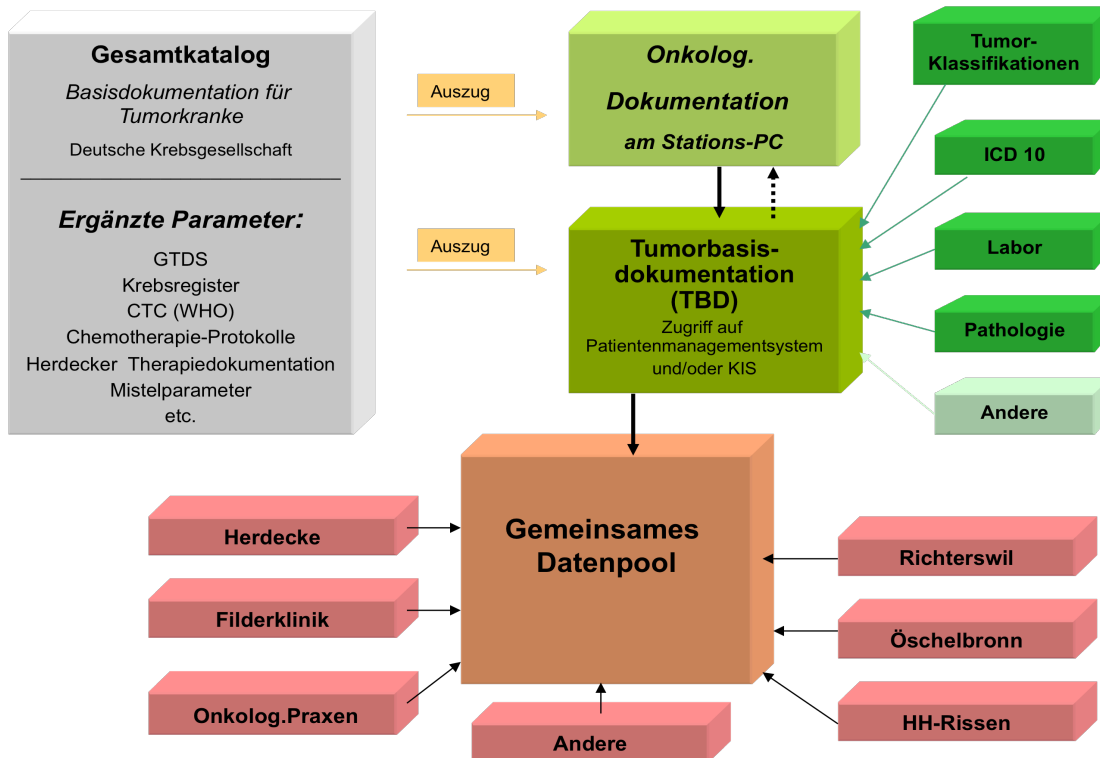 Gesamtkatalog
Basisdokumentation für
Tumorkranke
Deutsche Krebsgesellschaft
Ergänzte Parameter:
GTDS
Krebsregister
CTC (WHO)
Chemotherapie-Protokolle
Herdecker Therapiedokumentation
Mistelparameter
etc.
Auszug
Auszug
Onkolog.
Dokumentation
am Stations-PC
Tumorbasis-
dokumentation
(TBD)
Zugriff auf
Patientenmanagementsystem
und/oder KIS
Tumor-
Klassifikationen
ICD 10
Labor
Pathologie
Andere
Gemeinsames
Datenpool
Herdecke
Filderklinik
Onkolog.Praxen
Andere
Richterswil
Öschelbronn
HH-Rissen